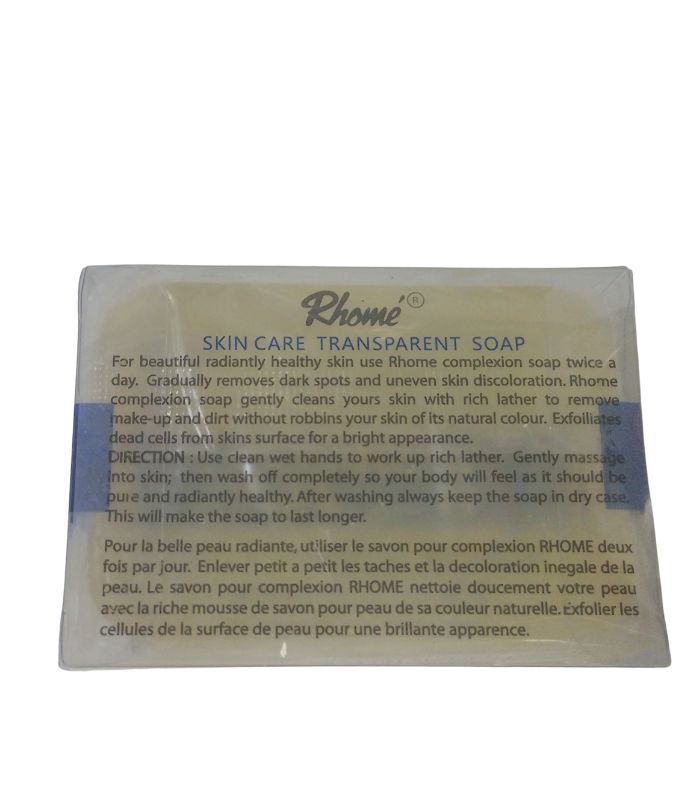 Rhomé ®
SKIN CARE TRANSPARENT SOAP
For beautiful radiantly healthy skin use Rhome complexion soap twice a
day. Gradually removes dark spots and uneven skin discoloration. Rhome
complexion soap gently cleans yours skin with rich lather to remove
make-up and dirt without robbins your skin of its natural colour. Exfoiliates
dead cells from skins surface for a bright appearance.
DIRECTION : Use clean wet hands to work up rich lather. Gently massage
into skin; then wash off completely so your body will feel as it should be
pure and radiantly healthy. After washing always keep the soap in dry case.
This will make the soap to last longer.
Pour la belle peau radiante, utiliser le savon pour complexion RHOME deux
fois par jour. Enlever petit a petit les taches et la decoloration inegale de la
peau. Le savon pour complexion RHOME nettoie doucement votre peau
avec la riche mousse de savon pour peau de sa couleur naturelle. Exfolier les
cellules de la surface de peau pour une brillante apparence.